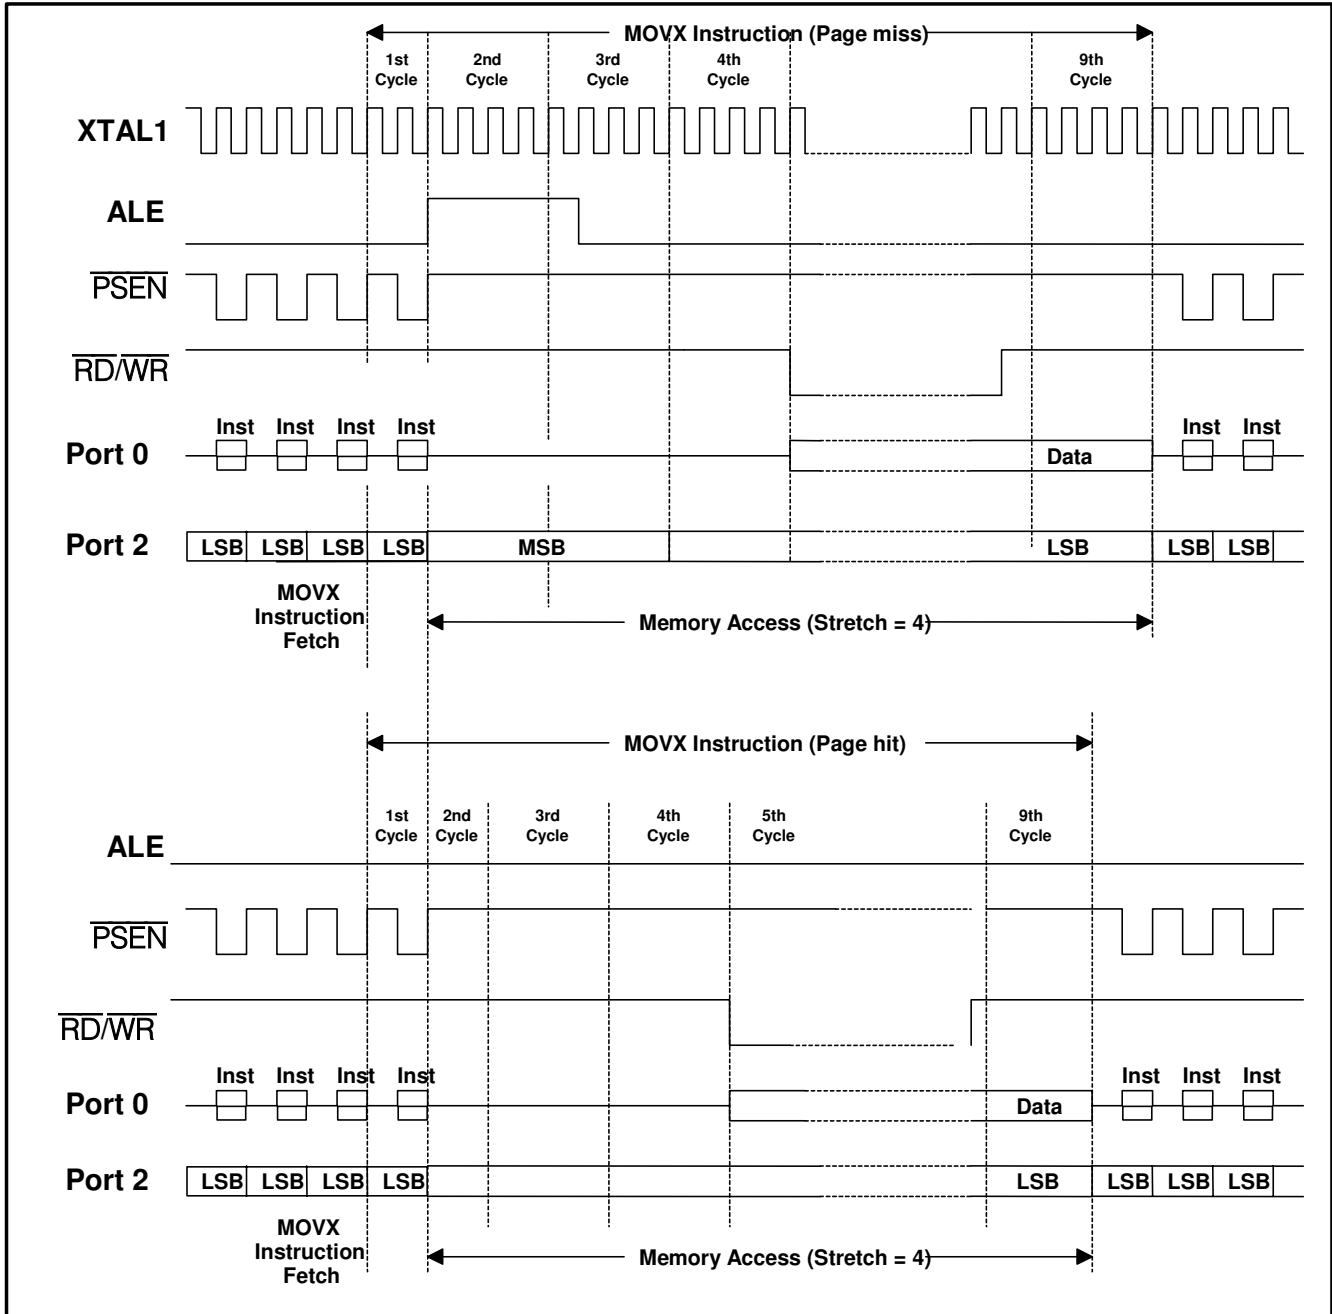 MOVX Instruction (Page miss)
1st Cycle
2nd Cycle
3rd Cycle
4th Cycle
9th Cycle
XTAL1
ALE
PSEN
RD/WR
Inst Inst Inst Inst Inst Inst
Port 0
Data
Port 2
LSB LSB LSB LSB MSB LSB LSB LSB
MOVX
Instruction
Fetch
Memory Access (Stretch = 4)
MOVX Instruction (Page hit)
1st Cycle
2nd Cycle
3rd Cycle
4th Cycle
5th Cycle
9th Cycle
ALE
PSEN
RD/WR
Inst Inst Inst Inst Inst Inst Inst
Port 0
Data
Port 2
LSB LSB LSB LSB LSB LSB LSB LSB
MOVX
Instruction
Fetch
Memory Access (Stretch = 4)